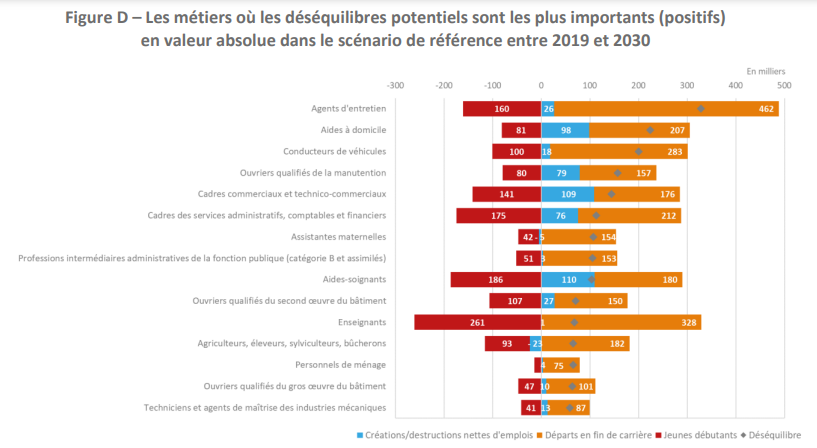 Figure D – Les métiers où les déséquilibres potentiels sont les plus importants (positifs)
en valeur absolue dans le scénario de référence entre 2019 et 2030
En milliers
-300 -200 -100 0 100 200 300 400 500
Agents d'entretien 160 26 462
Aides à domicile 81 98 207
Conducteurs de véhicules 100 18 283
Ouvriers qualifiés de la manutention 80 79 157
Cadres commerciaux et technico-commerciaux 141 109 176
Cadres des services administratifs, comptables et financiers 175 76 212
Assistantes maternelles 42 -5 154
Professions intermédiaires administratives de la fonction publique (catégorie B et assimilés) 51 3 153
Aides-soignants 186 110 180
Ouvriers qualifiés du second œuvre du bâtiment 107 27 150
Enseignants 261 1 328
Agriculteurs, éleveurs, sylviculteurs, bûcherons 93 -23 182
Personnels de ménage 4 75
Ouvriers qualifiés du gros œuvre du bâtiment 47 10 101
Techniciens et agents de maîtrise des industries mécaniques 41 13 87
Créations/destructions nettes d'emplois Départs en fin de carrière Jeunes débutants Déséquilibre